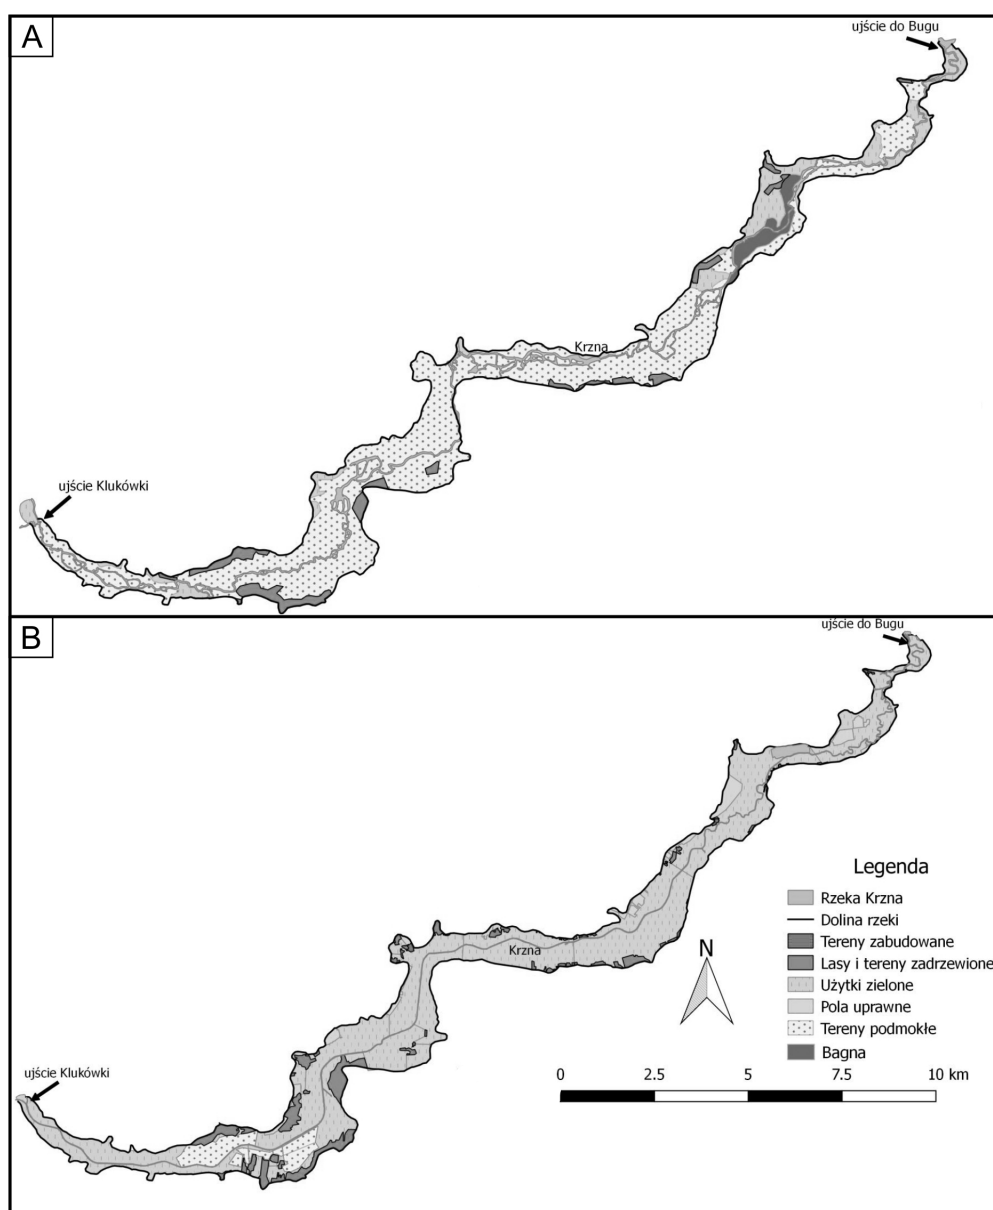 A
ujście do Bugu
Krzna
ujście Klukówki
B
ujście do Bugu
Krzna
ujście Klukówki
Legenda
Rzeka Krzna
Dolina rzeki
Tereny zabudowane
Lasy i tereny zadrzewione
Użytki zielone
Pola uprawne
Tereny podmokłe
Bagna
N
0 2.5 5 7.5 10 km